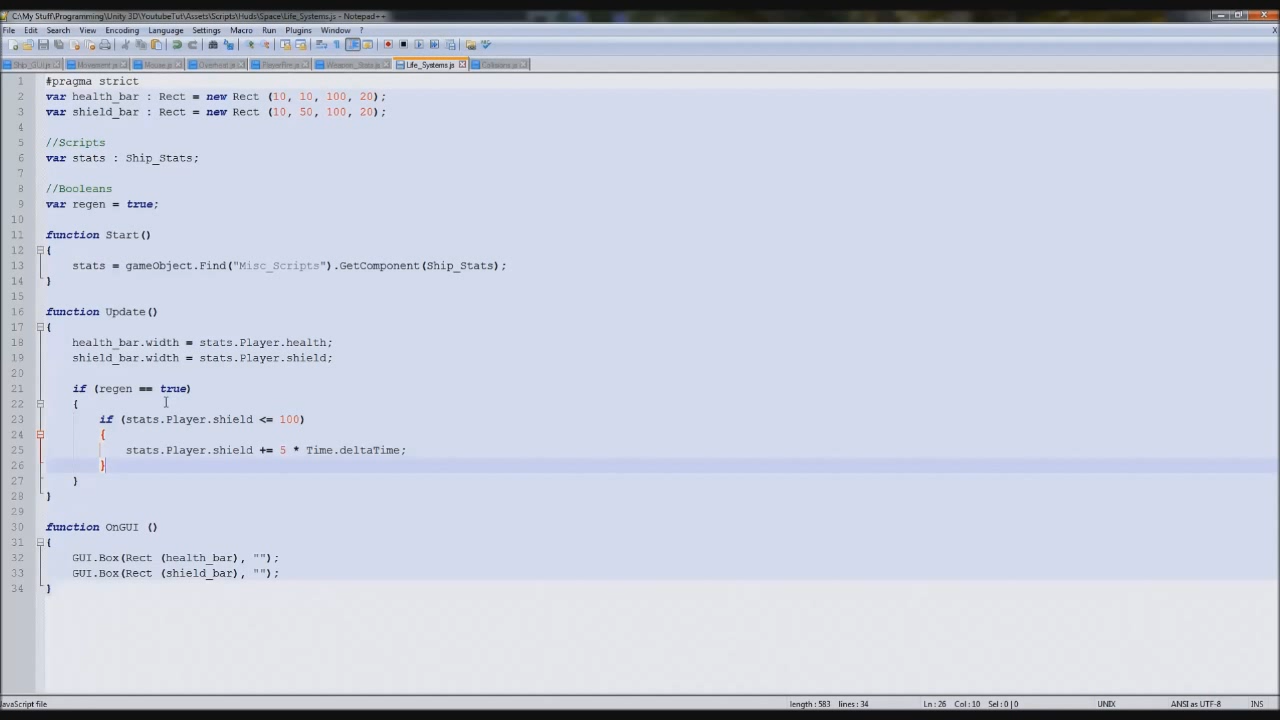 C:\My Stuff\Programming\Unity 3D\YoutubeTut\Assets\Scripts\Huds\Space\Life_Systems.js - Notepad++
File Edit Search View Encoding Language Settings Macro Run Plugins Window ?
Ship_GUI.js Movement.js Mouse.js Overheat.js PlayerFire.js Weapon_Stats.js Life_Systems.js Collisions.js
1 #pragma strict
2 var health_bar : Rect = new Rect (10, 10, 100, 20);
3 var shield_bar : Rect = new Rect (10, 50, 100, 20);
4
5 //Scripts
6 var stats : Ship_Stats;
7
8 //Booleans
9 var regen = true;
10
11 function Start()
12 {
13 stats = gameObject.Find("Misc_Scripts").GetComponent(Ship_Stats);
14 }
15
16 function Update()
17 {
18 health_bar.width = stats.Player.health;
19 shield_bar.width = stats.Player.shield;
20
21 if (regen == true)
22 {
23 if (stats.Player.shield <= 100)
24 {
25 stats.Player.shield += 5 * Time.deltaTime;
26 }
27 }
28 }
29
30 function OnGUI ()
31 {
32 GUI.Box(Rect (health_bar), "");
33 GUI.Box(Rect (shield_bar), "");
34 }
JavaScript file length : 583 lines : 34 Ln : 26 Col : 10 Sel : 0 | 0 UNIX ANSI as UTF-8 INS